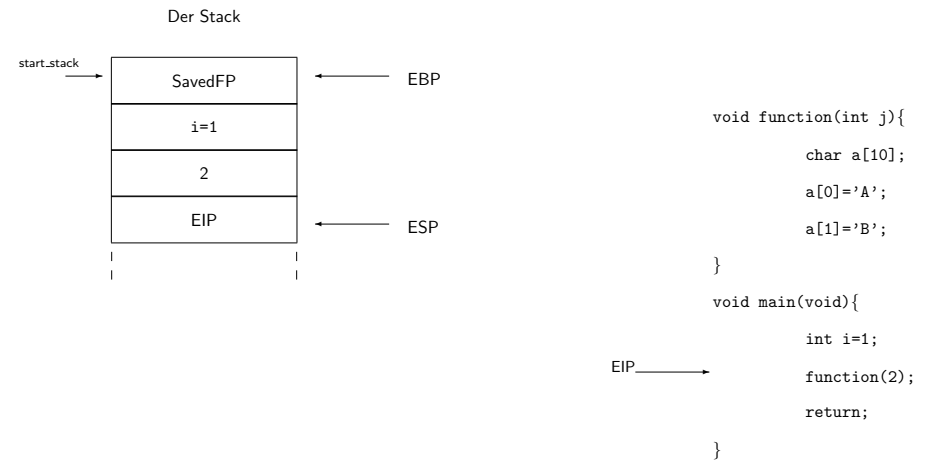 Der Stack
start_stack
SavedFP
EBP
i=1
2
EIP
ESP
void function(int j){
char a[10];
a[0]='A';
a[1]='B';
}
void main(void){
int i=1;
EIP
function(2);
return;
}